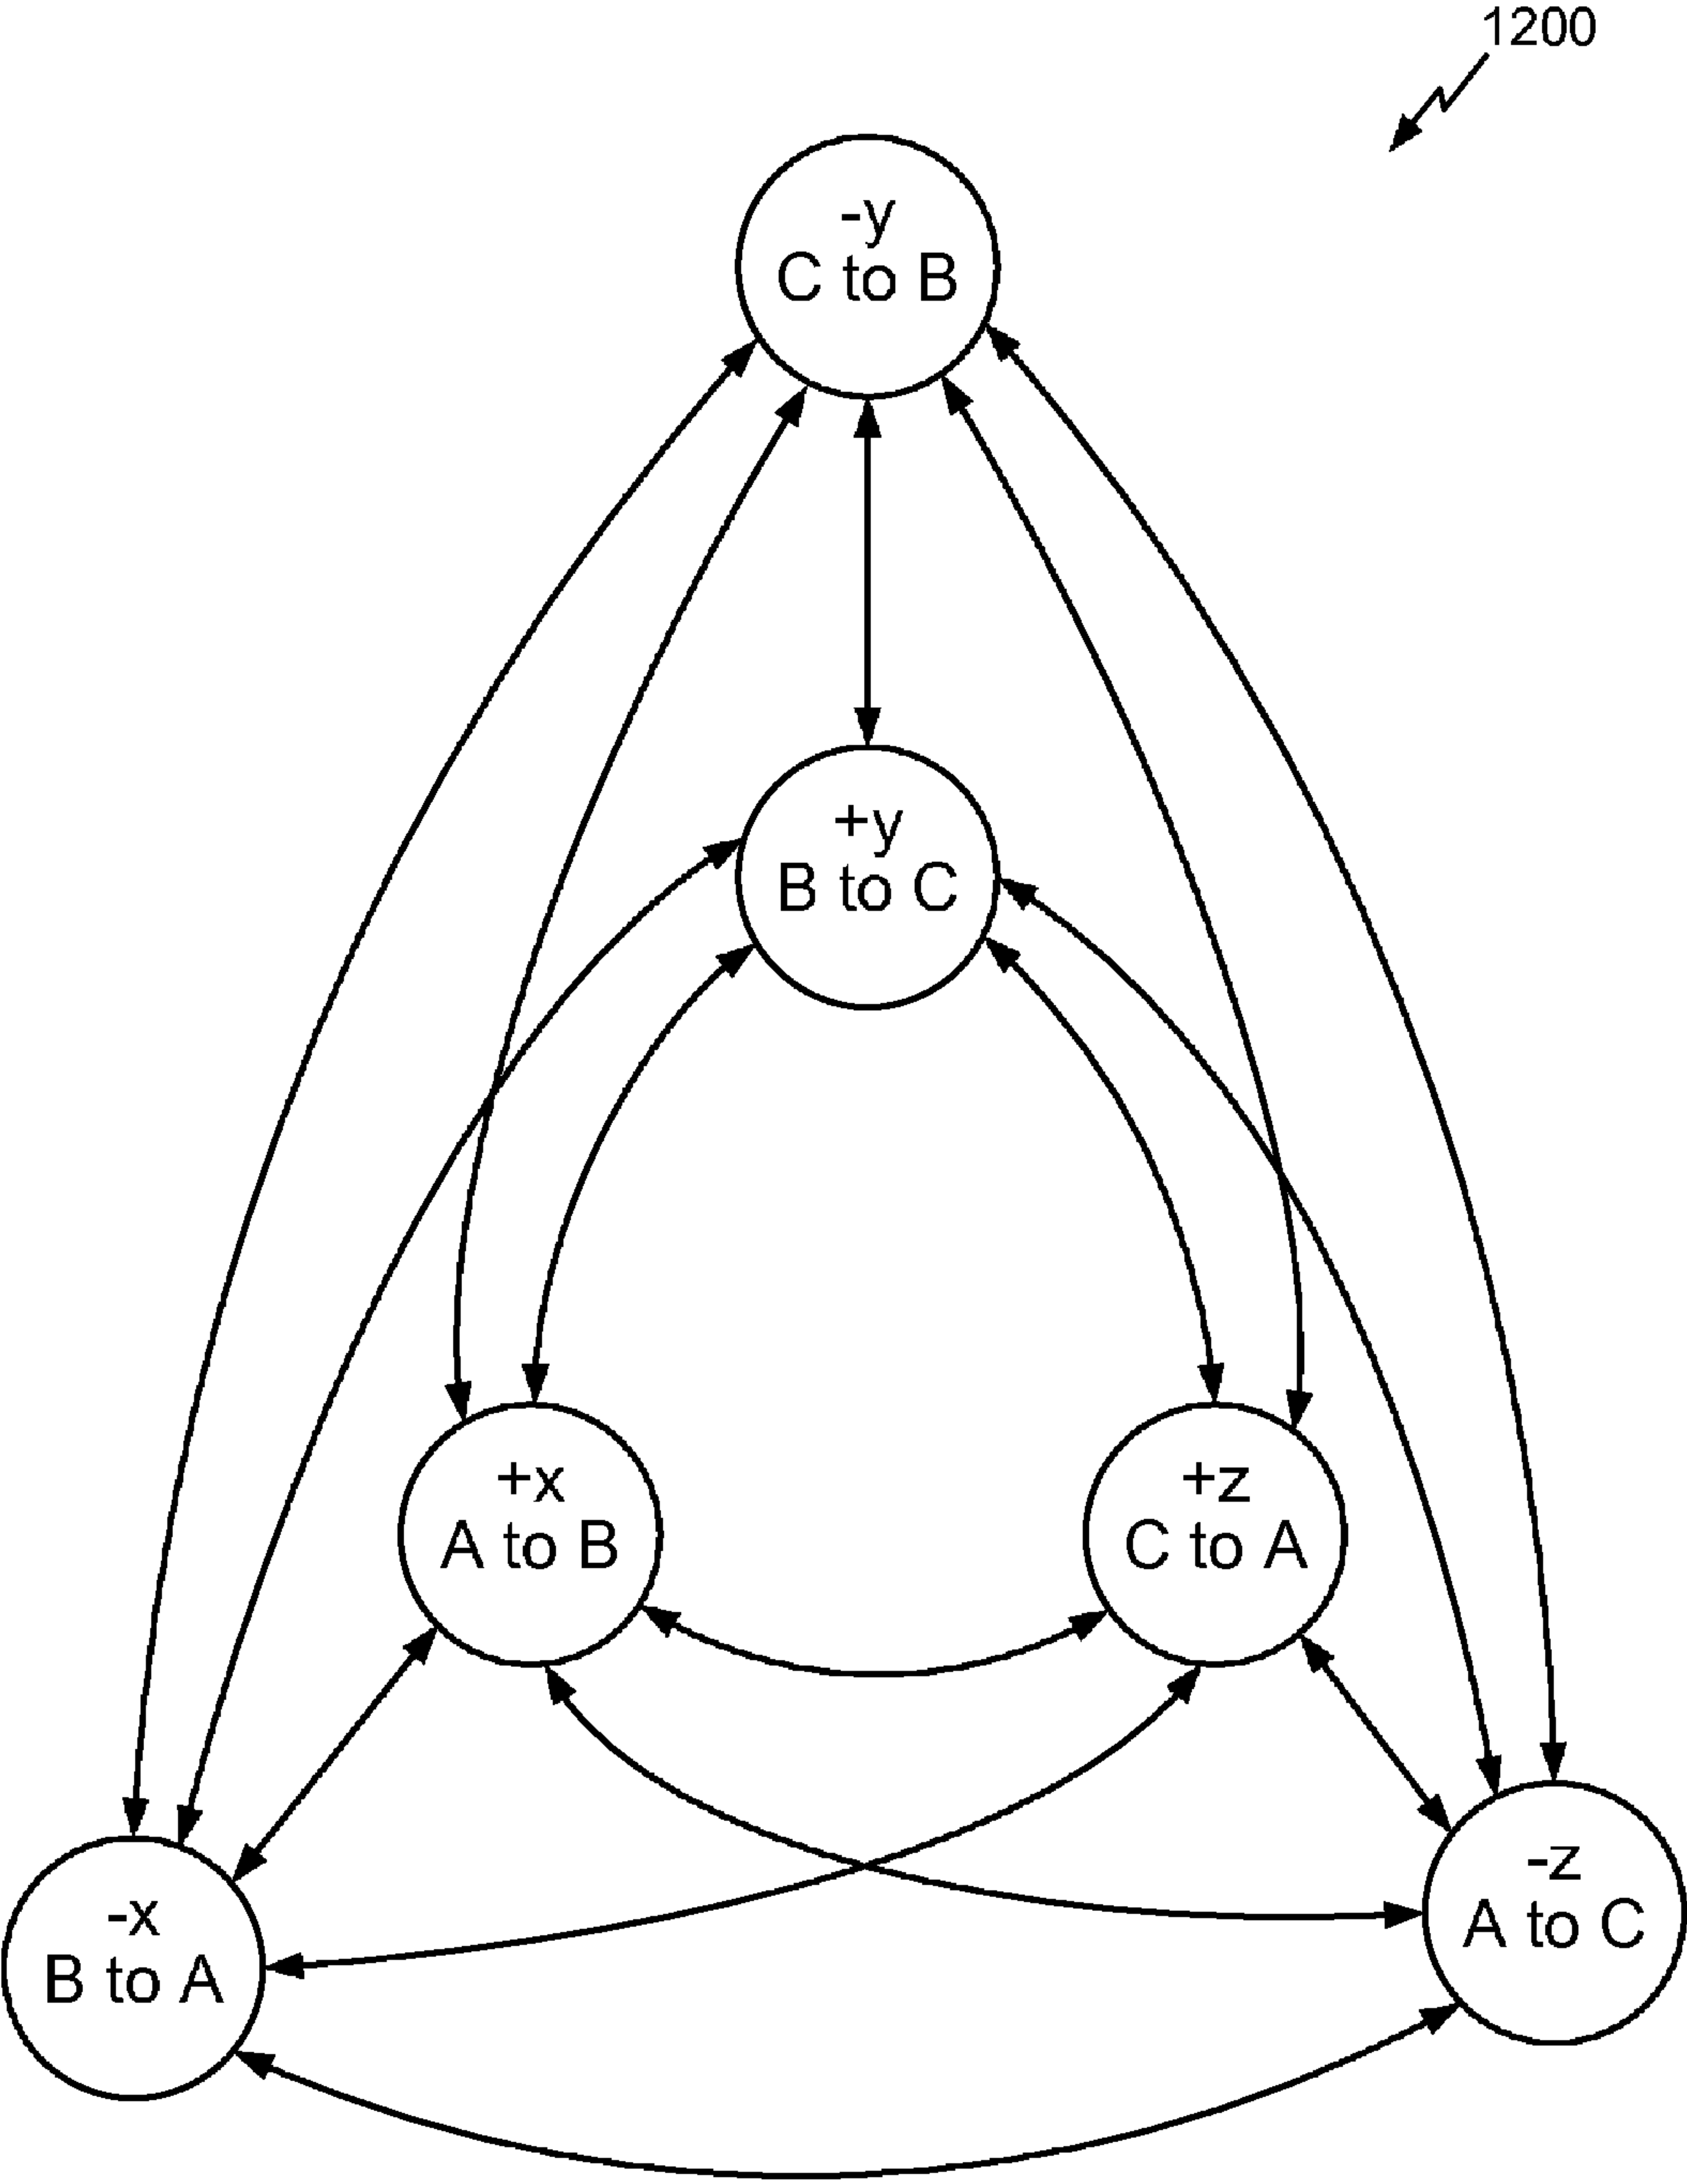 1200
-y
C to B
+y
B to C
+x
A to B
+z
C to A
-x
B to A
-z
A to C